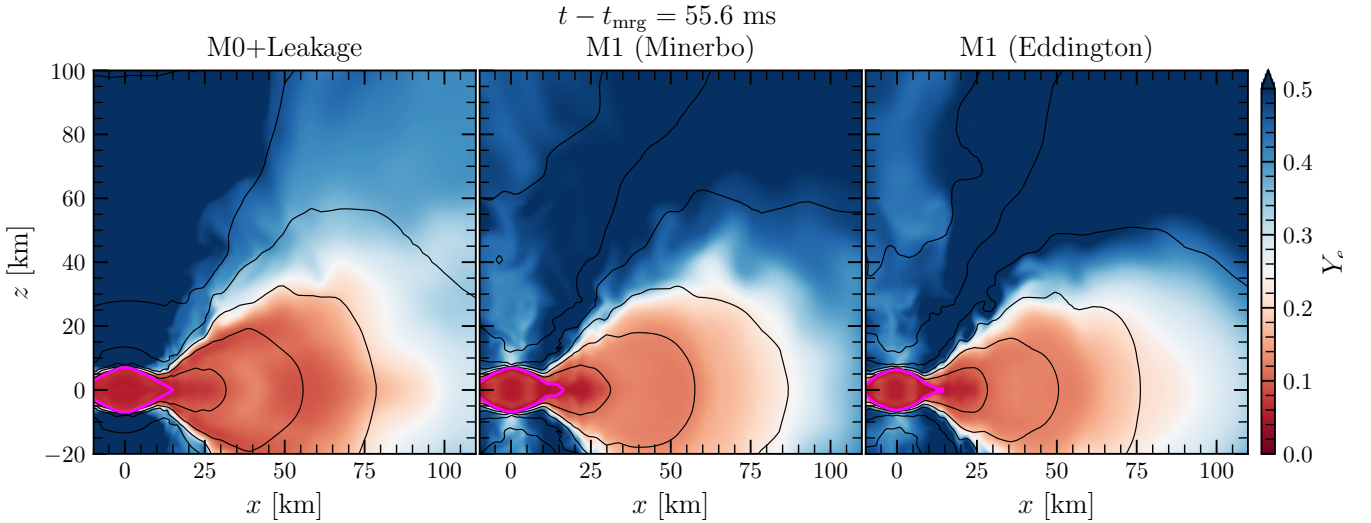 t − t_mrg = 55.6 ms
M0+Leakage
M1 (Minerbo)
M1 (Eddington)
100
80
60
40
20
0
−20
z [km]
0 25 50 75 100
0 25 50 75 100
0 25 50 75 100
x [km]
x [km]
x [km]
0.5
0.4
0.3
0.2
0.1
0.0
Y_e